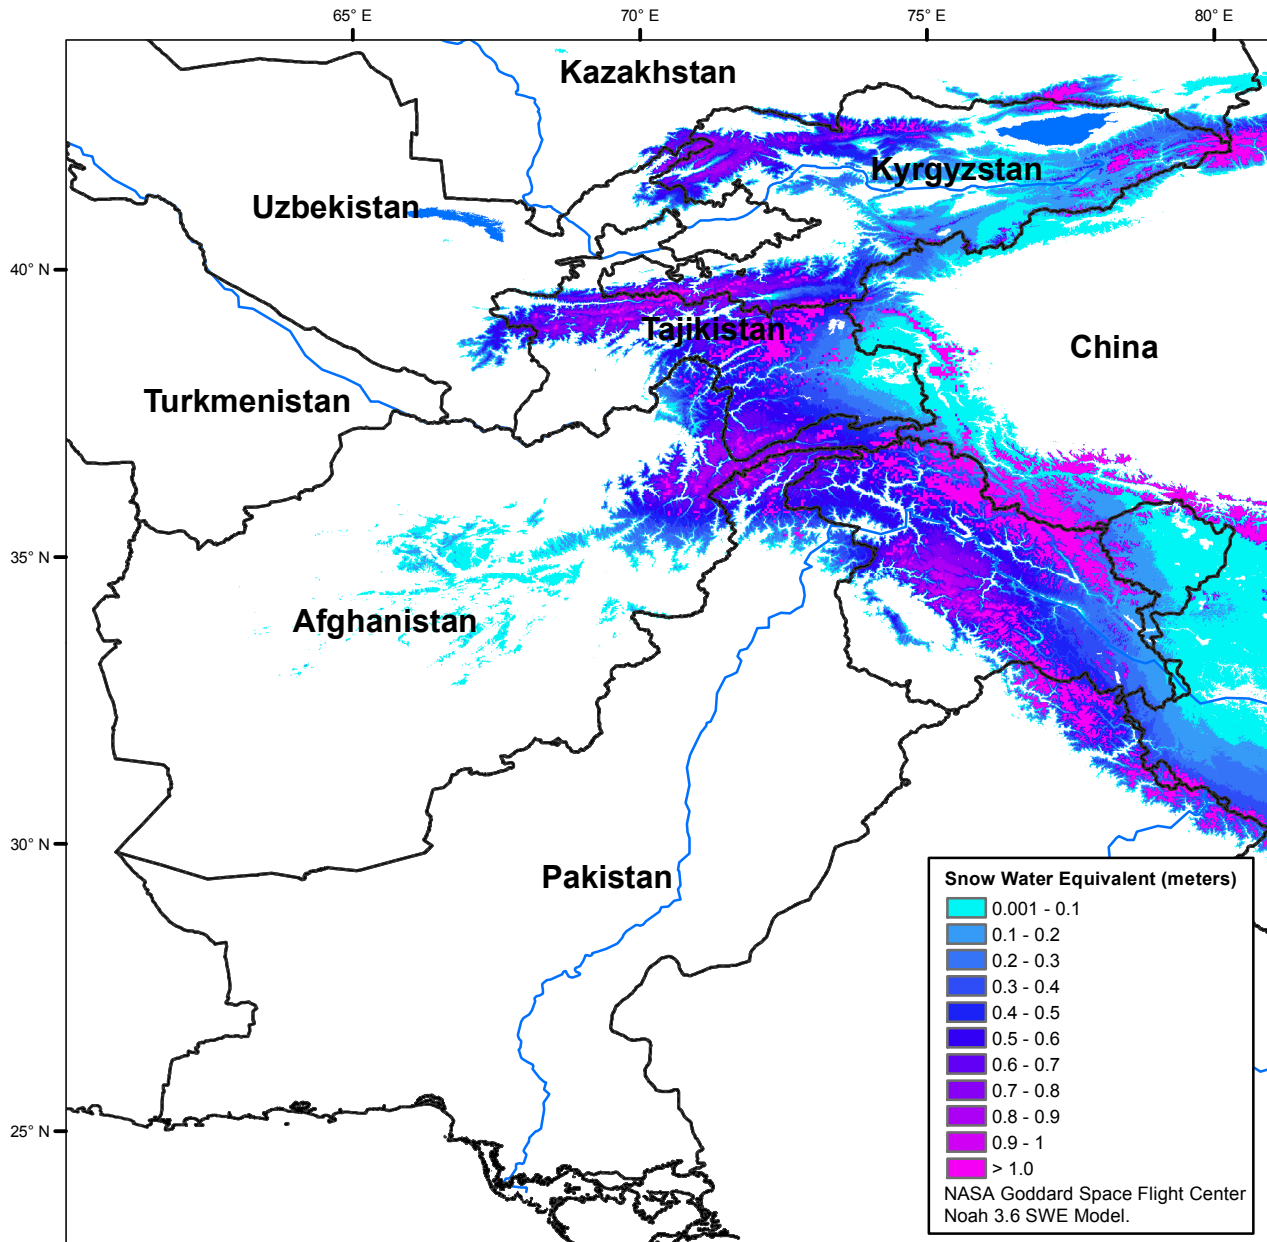 65° E
70° E
75° E
80° E
Kazakhstan
Kyrgyzstan
Uzbekistan
40° N
Tajikistan
China
Turkmenistan
35° N
Afghanistan
30° N
Pakistan
25° N
Snow Water Equivalent (meters)
0.001 - 0.1
0.1 - 0.2
0.2 - 0.3
0.3 - 0.4
0.4 - 0.5
0.5 - 0.6
0.6 - 0.7
0.7 - 0.8
0.8 - 0.9
0.9 - 1
> 1.0
NASA Goddard Space Flight Center
Noah 3.6 SWE Model.